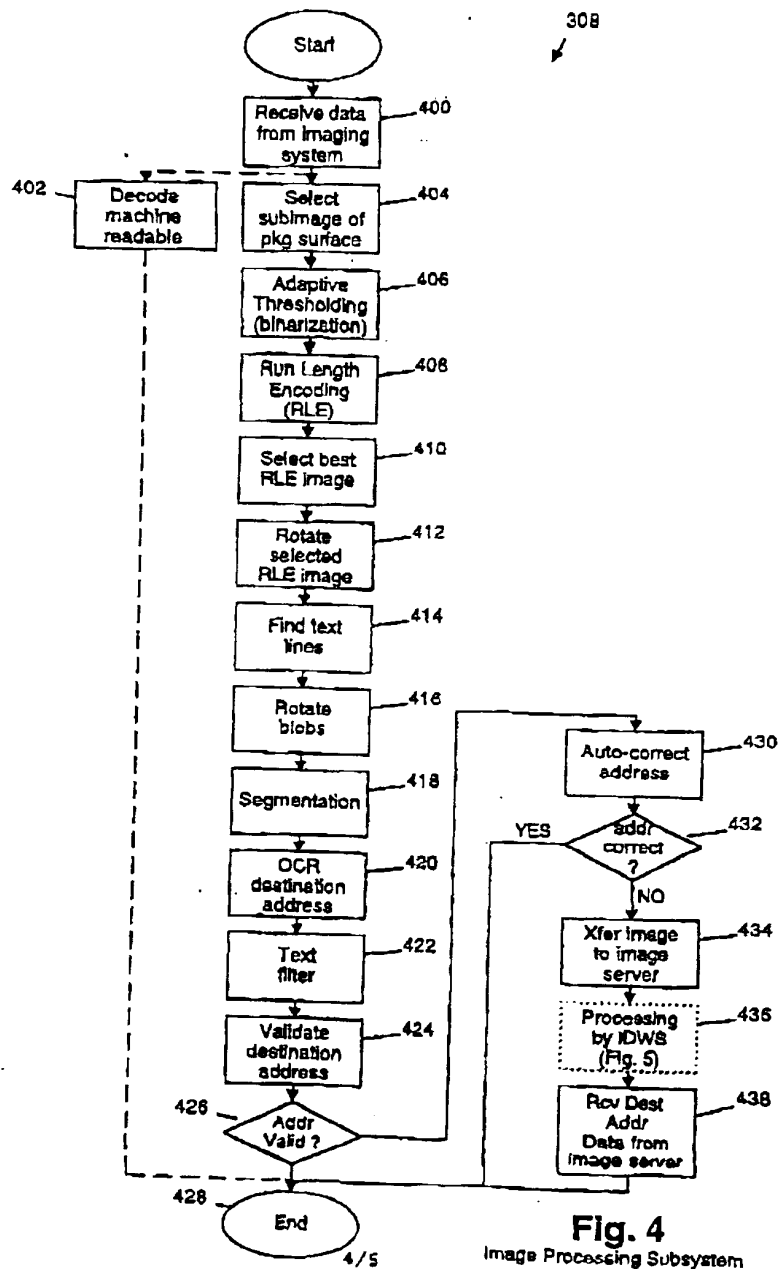 308
Start
400
Receive data
from imaging
system
402
Decode
machine
readable
404
Select
subimage of
pkg surface
406
Adaptive
Thresholding
(binarization)
408
Run Length
Encoding
(RLE)
410
Select best
RLE image
412
Rotate
selected
RLE image
414
Find text
lines
416
Rotate
blobs
418
Segmentation
420
OCR
destination
address
422
Text
filter
424
Validate
destination
address
426
Addr
Valid ?
428
End
430
Auto-correct
address
432
YES
addr
correct
?
NO
434
Xfer image
to image
server
436
Processing
by IDWS
(Fig. 5)
438
Rcv Dest
Addr
Data from
image server
4/5
Fig. 4
Image Processing Subsystem